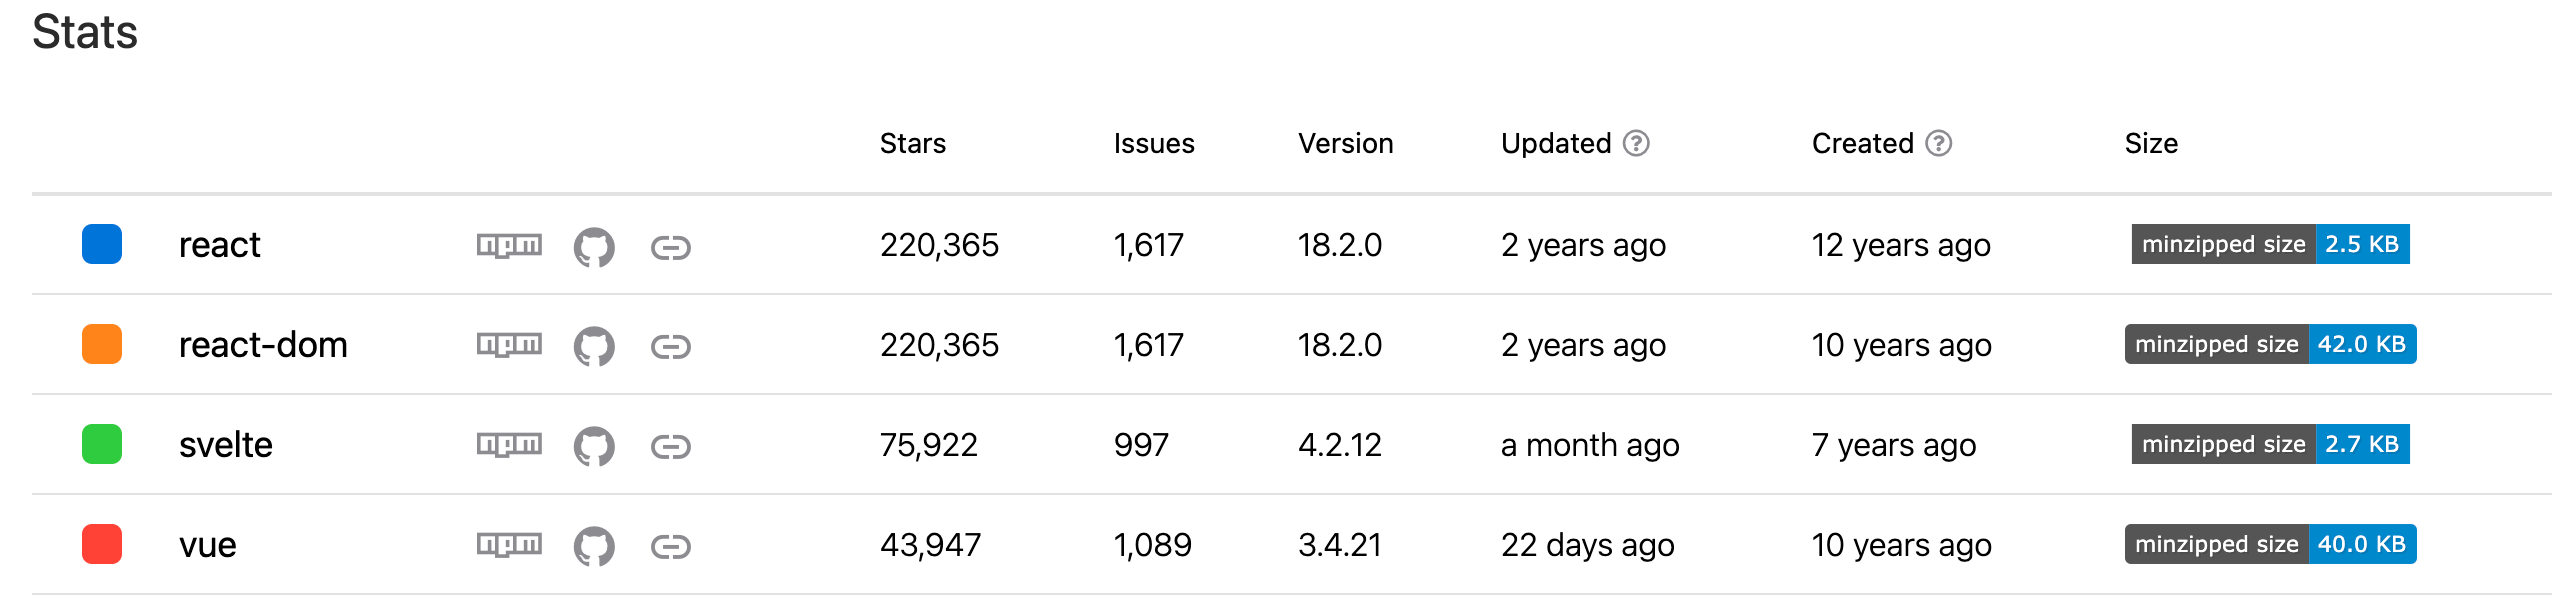 Stats
Stars Issues Version Updated ? Created ? Size
react npm 220,365 1,617 18.2.0 2 years ago 12 years ago minzipped size 2.5 KB
react-dom npm 220,365 1,617 18.2.0 2 years ago 10 years ago minzipped size 42.0 KB
svelte npm 75,922 997 4.2.12 a month ago 7 years ago minzipped size 2.7 KB
vue npm 43,947 1,089 3.4.21 22 days ago 10 years ago minzipped size 40.0 KB